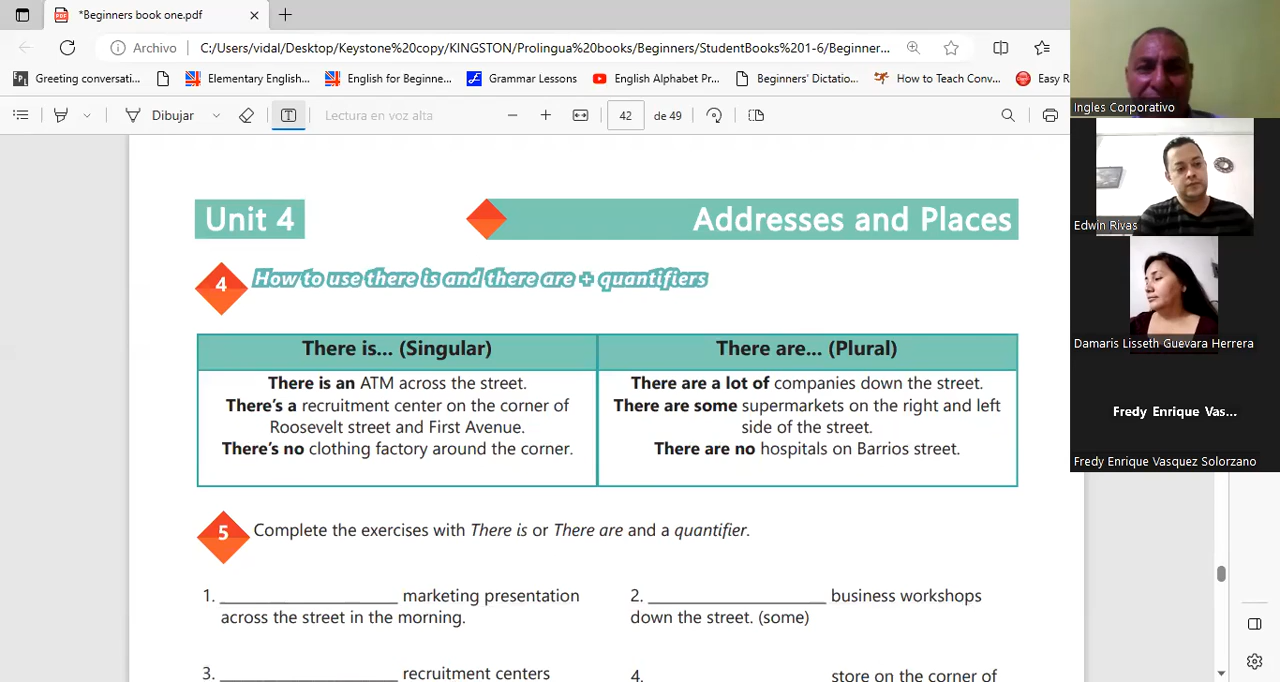 *Beginners book one.pdf
Archivo
C:/Users/vidal/Desktop/Keystone%20copy/KINGSTON/Prolingua%20books/Beginners/StudentBooks%201-6/Beginner...
Greeting conversati...
Elementary English...
English for Beginne...
Grammar Lessons
English Alphabet Pr...
Beginners' Dictatio...
How to Teach Conv...
Easy R
Dibujar
Lectura en voz alta
42
de 49
Unit 4
Addresses and Places
4
How to use there is and there are + quantifiers
There is... (Singular)
There are... (Plural)
There is an ATM across the street.
There's a recruitment center on the corner of
Roosevelt street and First Avenue.
There's no clothing factory around the corner.
There are a lot of companies down the street.
There are some supermarkets on the right and left
side of the street.
There are no hospitals on Barrios street.
5
Complete the exercises with There is or There are and a quantifier.
1. ____________________ marketing presentation
across the street in the morning.
2. ____________________ business workshops
down the street. (some)
3. ____________________ recruitment centers
4. ____________________ store on the corner of
Ingles Corporativo
Edwin Rivas
Damaris Lisseth Guevara Herrera
Fredy Enrique Vas...
Fredy Enrique Vasquez Solorzano